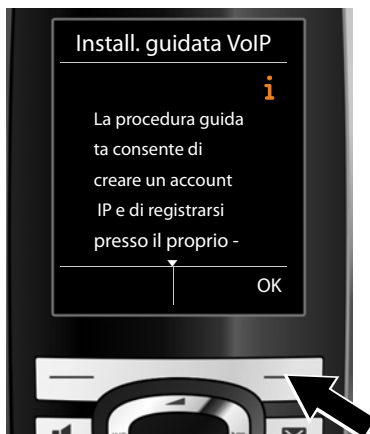 Install. guidata VoIP
i
La procedura guida
ta consente di
creare un account
IP e di registrarsi
presso il proprio -
OK